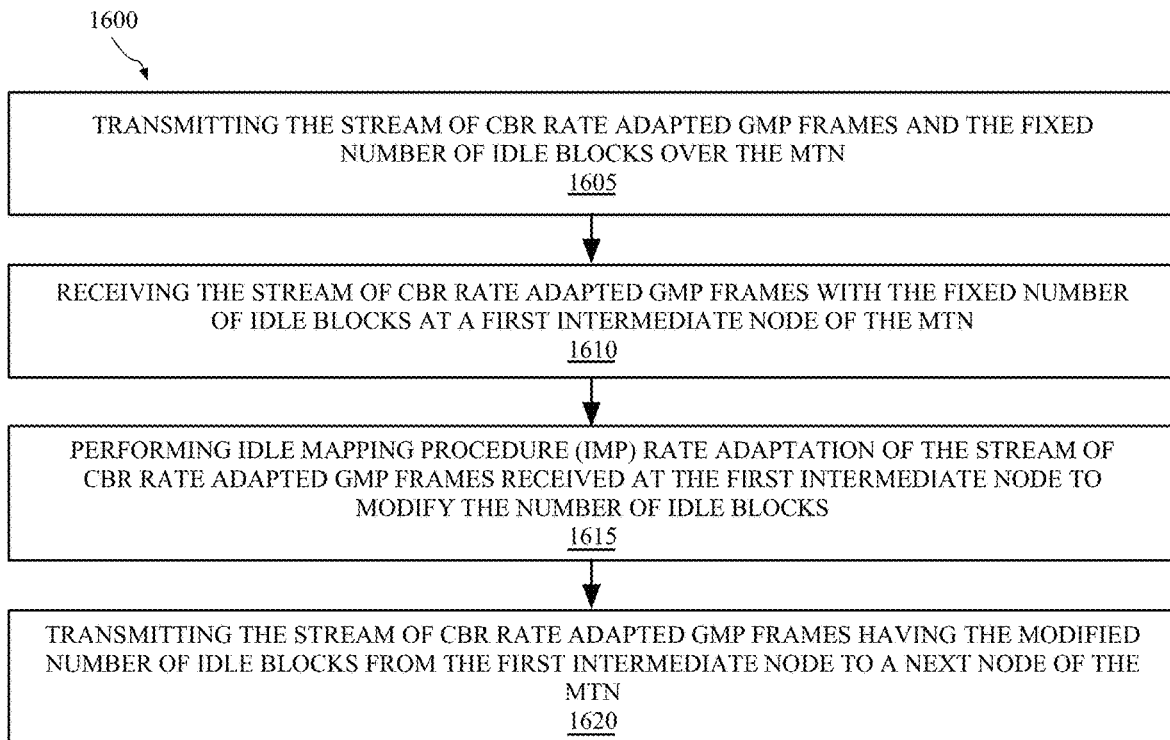 1600
TRANSMITTING THE STREAM OF CBR RATE ADAPTED GMP FRAMES AND THE FIXED
NUMBER OF IDLE BLOCKS OVER THE MTN
1605
RECEIVING THE STREAM OF CBR RATE ADAPTED GMP FRAMES WITH THE FIXED NUMBER
OF IDLE BLOCKS AT A FIRST INTERMEDIATE NODE OF THE MTN
1610
PERFORMING IDLE MAPPING PROCEDURE (IMP) RATE ADAPTATION OF THE STREAM OF
CBR RATE ADAPTED GMP FRAMES RECEIVED AT THE FIRST INTERMEDIATE NODE TO
MODIFY THE NUMBER OF IDLE BLOCKS
1615
TRANSMITTING THE STREAM OF CBR RATE ADAPTED GMP FRAMES HAVING THE MODIFIED
NUMBER OF IDLE BLOCKS FROM THE FIRST INTERMEDIATE NODE TO A NEXT NODE OF THE
MTN
1620